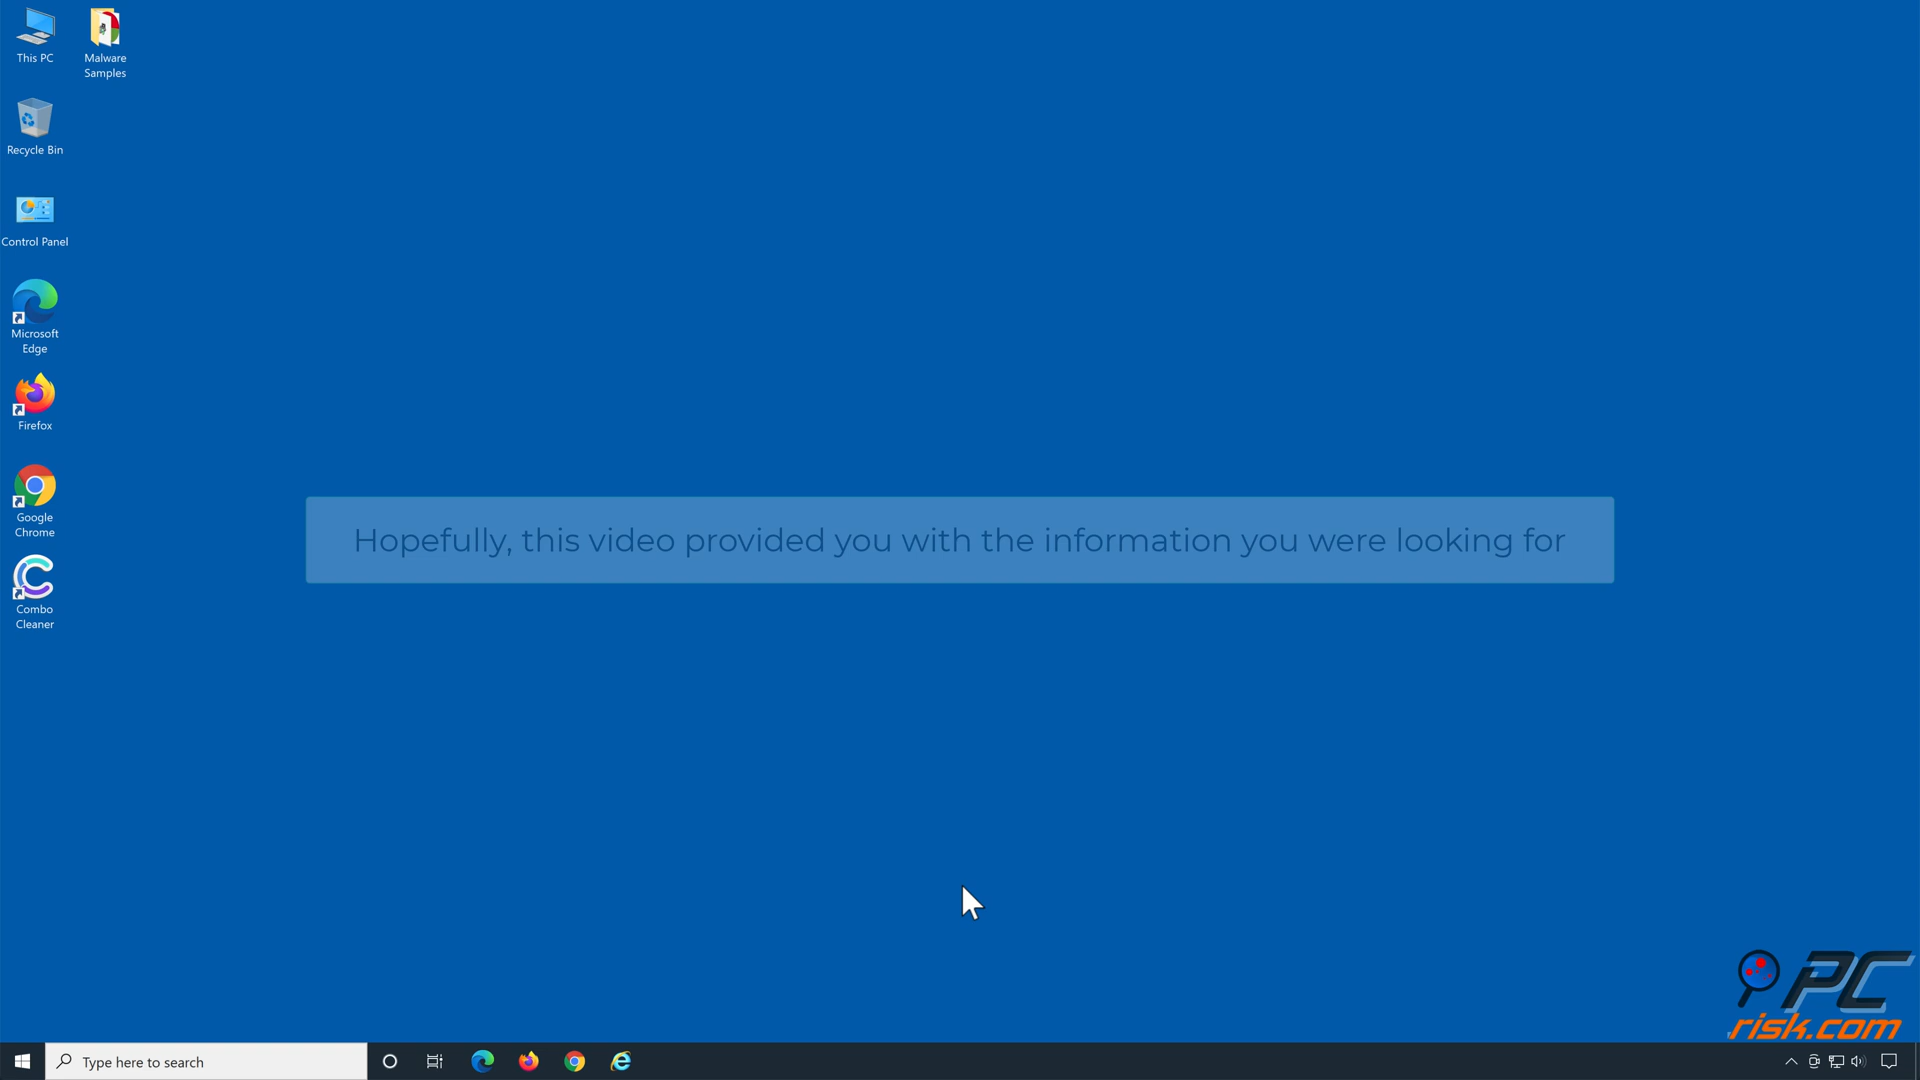 This PC
Malware
Samples
Recycle Bin
Control Panel
Microsoft
Edge
Firefox
Google
Chrome
Combo
Cleaner
Hopefully, this video provided you with the information you were looking for
PC
risk.com
Type here to search